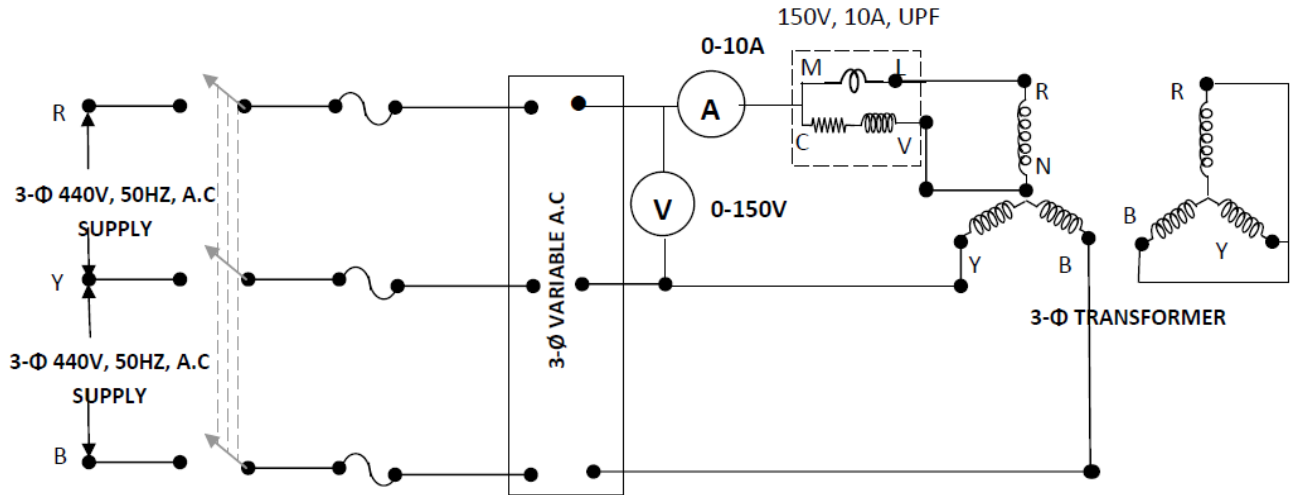 150V, 10A, UPF
0-10A
M
L
A
R
R
R
C
V
N
3-Φ 440V, 50HZ, A.C
SUPPLY
V
0-150V
B
Y
Y
B
Y
3-Ø VARIABLE A.C
3-Φ TRANSFORMER
3-Φ 440V, 50HZ, A.C
SUPPLY
B